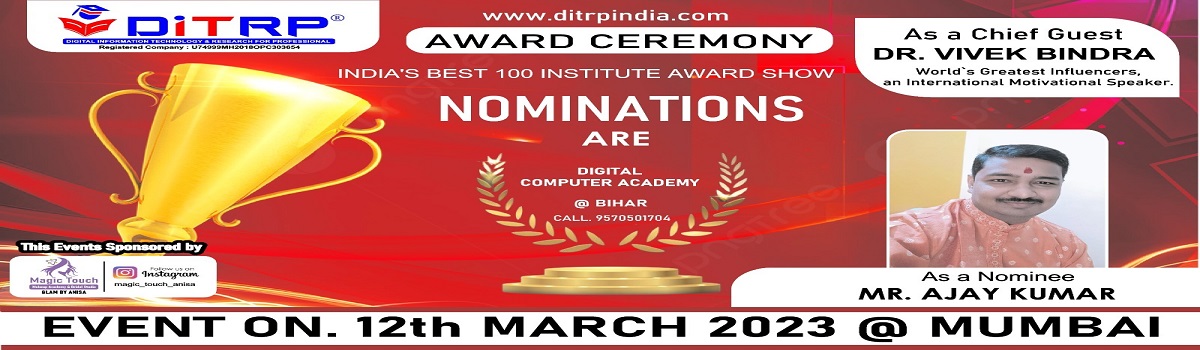 DiTRP®
DIGITAL INFORMATION TECHNOLOGY & RESEARCH FOR PROFESSIONAL
Registered Company : U74999MH2018OPC303654
www.ditrpindia.com
AWARD CEREMONY
INDIA'S BEST 100 INSTITUTE AWARD SHOW
NOMINATIONS
ARE
DIGITAL
COMPUTER ACADEMY
@ BIHAR
CALL. 9570501704
As a Chief Guest
DR. VIVEK BINDRA
World`s Greatest Influencers,
an International Motivational Speaker.
As a Nominee
MR. AJAY KUMAR
This Events Sponsored by
Magic Touch
GLAM BY ANISA
Follow us on
Instagram
magic_touch_anisa
EVENT ON. 12th MARCH 2023 @ MUMBAI